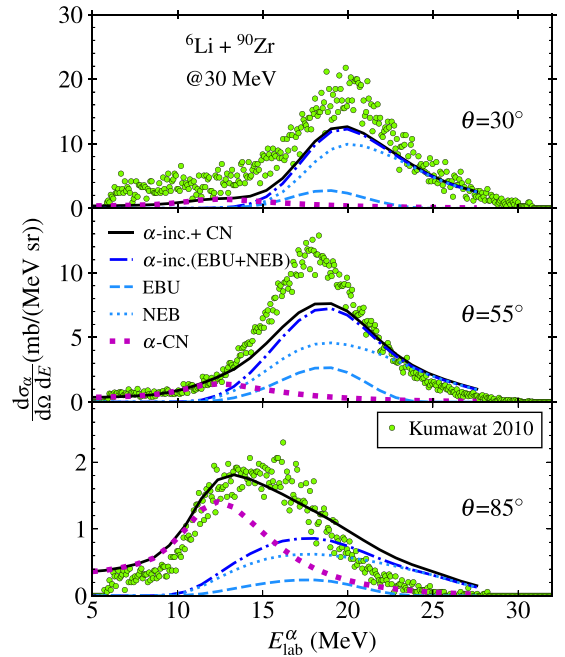 30
⁶Li + ⁹⁰Zr
@30 MeV
20
θ=30°
10
0
α-inc.+ CN
α-inc.(EBU+NEB)
EBU
NEB
α-CN
10
θ=55°
5
0
dσα/dΩ dE (mb/(MeV sr))
Kumawat 2010
2
θ=85°
1
0
5 10 15 20 25 30
E^α_lab (MeV)